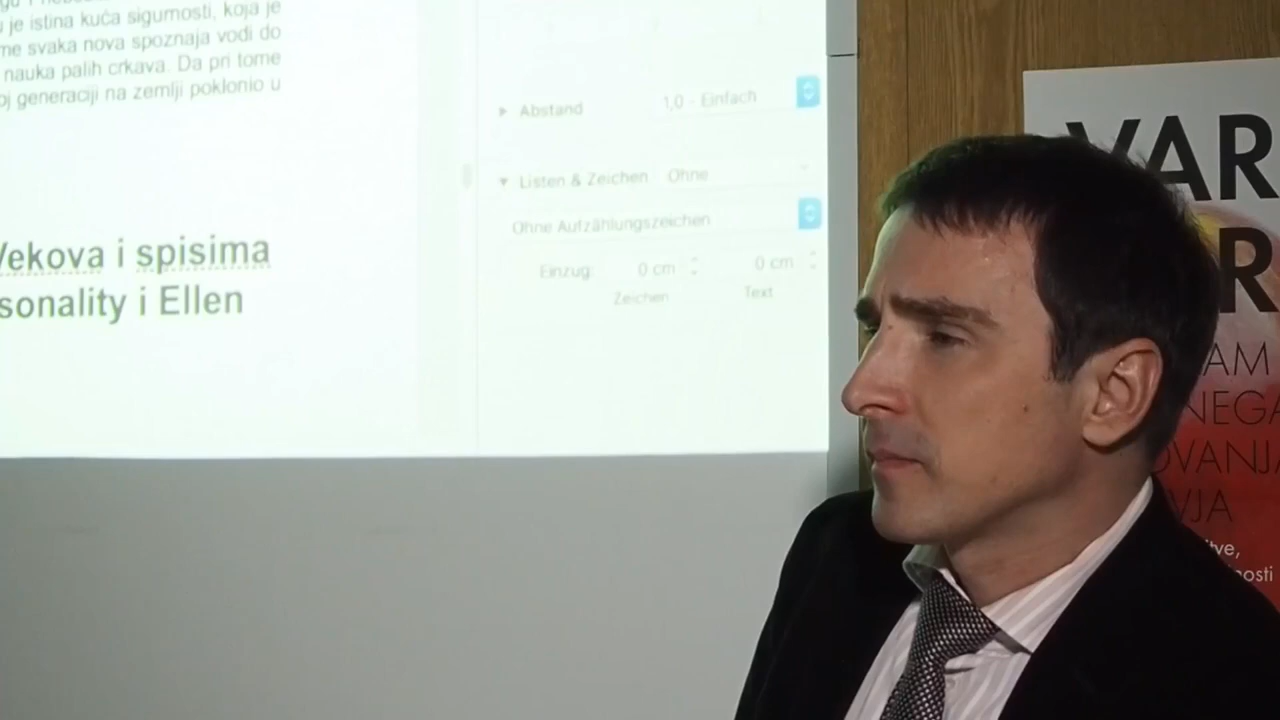 je istina kuća sigurnosti, koja je
me svaka nova spoznaja vodi do
nauka palih crkava. Da pri tome
oj generaciji na zemlji poklonio u
Vekova i spisima
sonality i Ellen
Abstand 1,0 - Einfach
Listen & Zeichen Ohne
Ohne Aufzählungszeichen
Einzug: 0 cm 0 cm
Zeichen Text
VAR
R
AM
NEGA
OVANJA
VJA
itve,
nosti